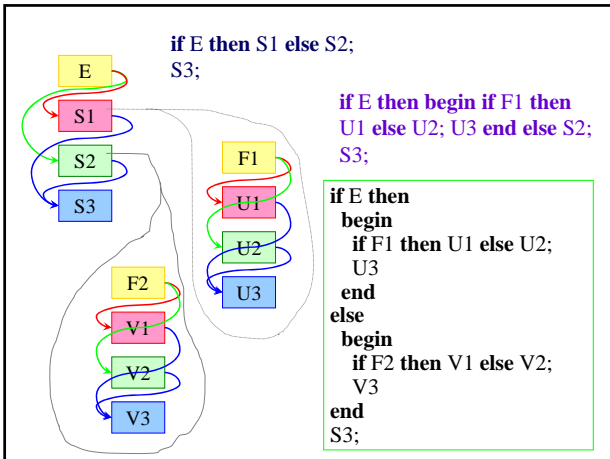 if E then S1 else S2;
S3;
E
S1
S2
S3
if E then begin if F1 then
U1 else U2; U3 end else S2;
S3;
F1
U1
U2
U3
F2
V1
V2
V3
if E then
begin
if F1 then U1 else U2;
U3
end
else
begin
if F2 then V1 else V2;
V3
end
S3;